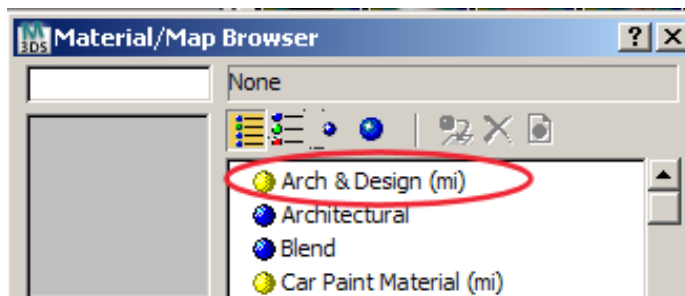 M
3DS
Material/Map Browser
None
Arch & Design (mi)
Architectural
Blend
Car Paint Material (mi)